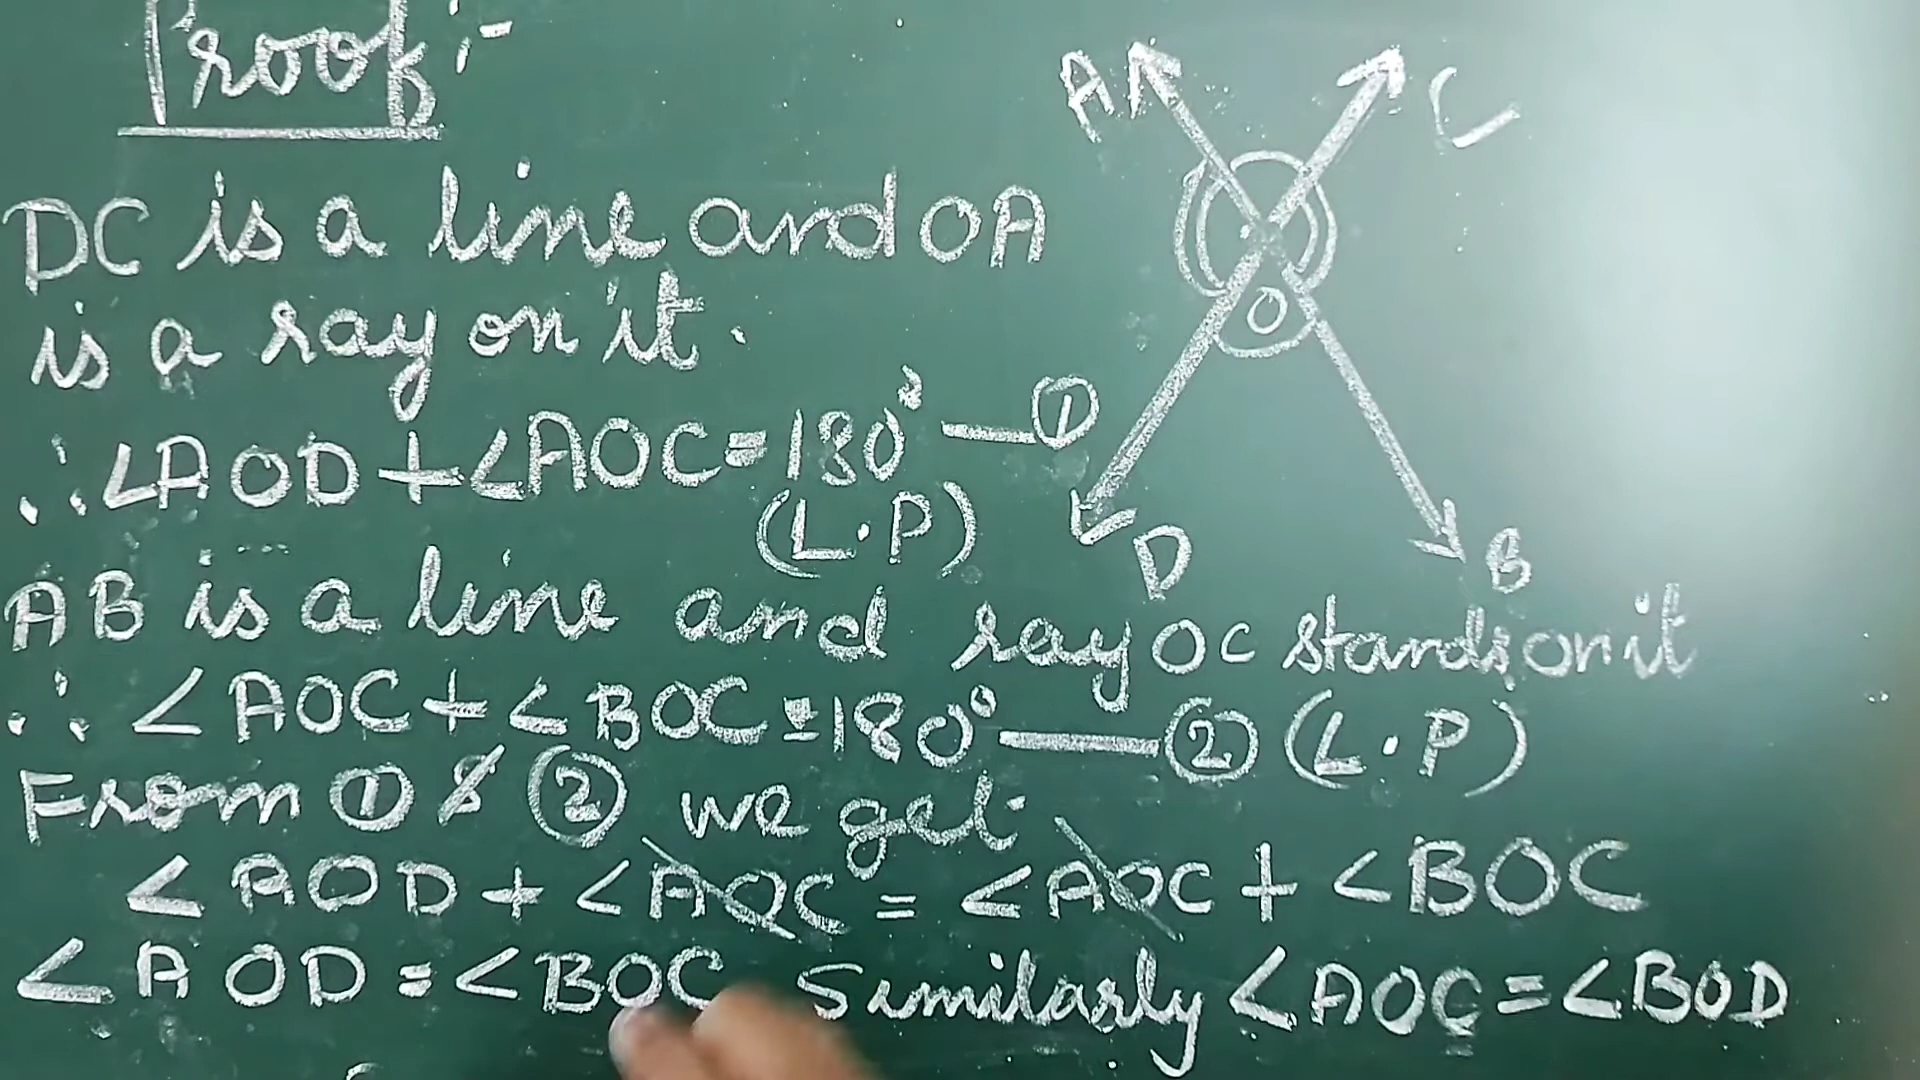 Proof:-
A
C
DC is a line and OA
is a ray on it.
O
∴ ∠AOD + ∠AOC = 180° — ①
(L.P)
D
B
AB is a line and ray OC stands on it
∴ ∠AOC + ∠BOC = 180° — ② (L.P)
From ① & ② we get
∠AOD + ∠AOC = ∠AOC + ∠BOC
∠AOD = ∠BOC Similarly ∠AOC = ∠BOD